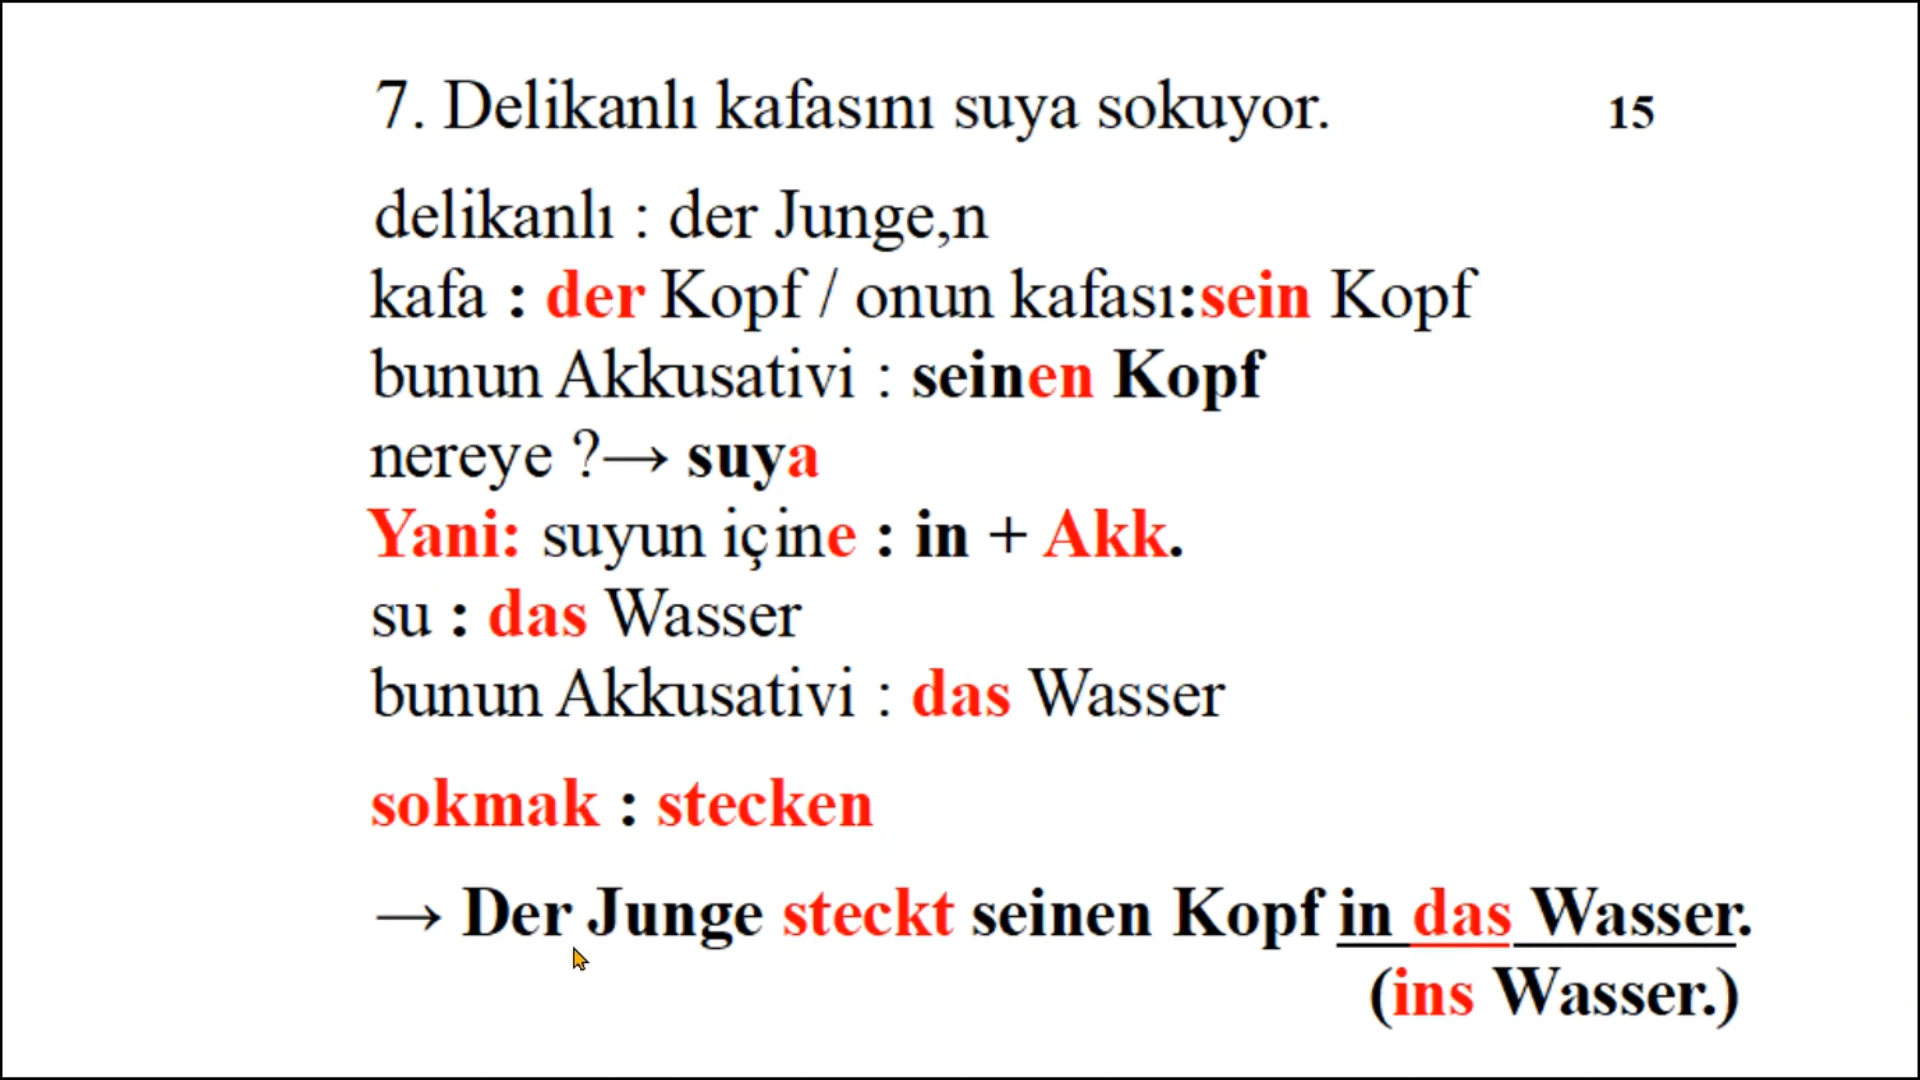 7. Delikanlı kafasını suya sokuyor. 15
delikanlı : der Junge,n
kafa : der Kopf / onun kafası:sein Kopf
bunun Akkusativi : seinen Kopf
nereye ?→ suya
Yani: suyun içine : in + Akk.
su : das Wasser
bunun Akkusativi : das Wasser
sokmak : stecken
→ Der Junge steckt seinen Kopf in das Wasser.
(ins Wasser.)